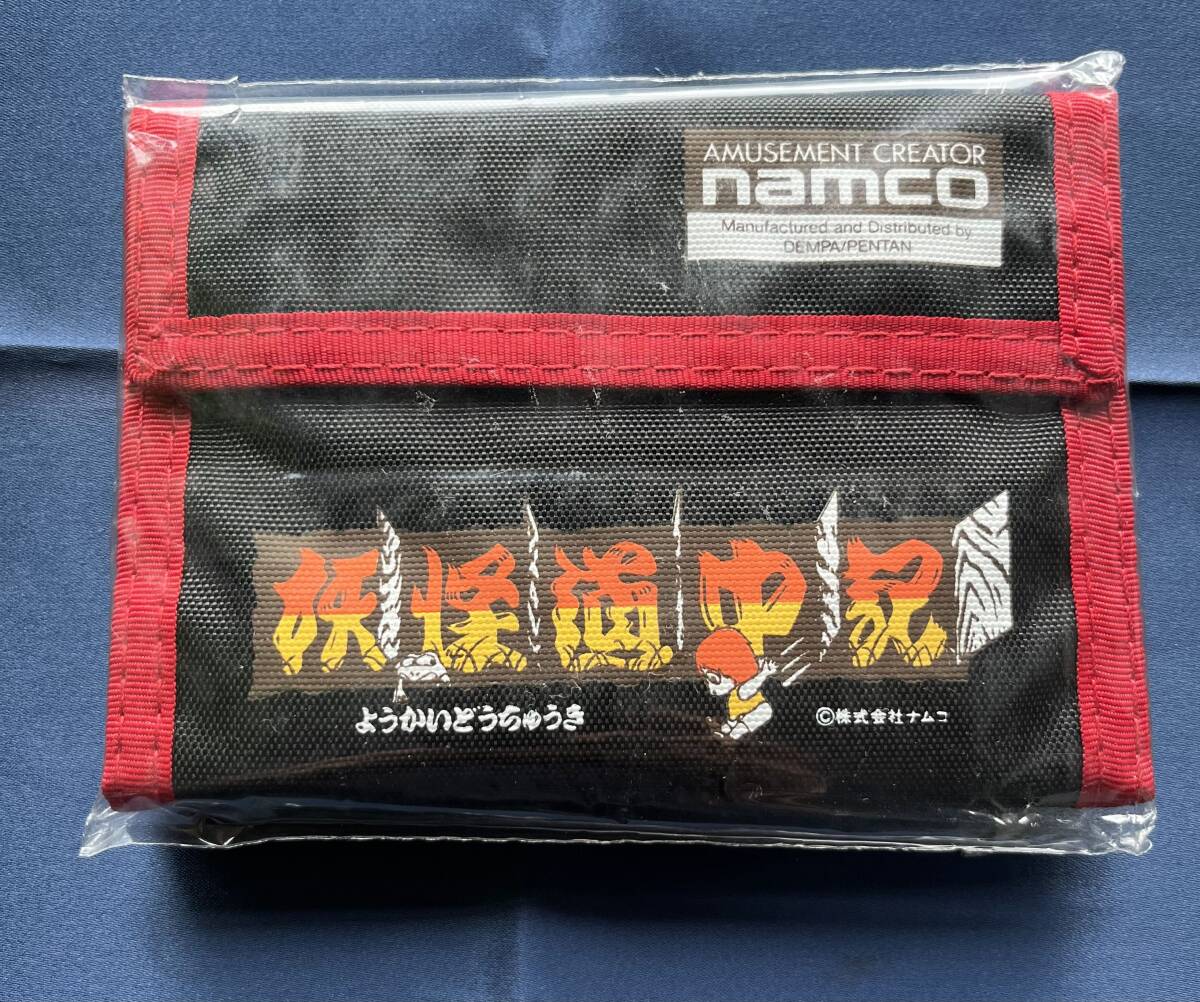 AMUSEMENT CREATOR
namco
Manufactured and Distributed by
DEMPA/PENTAN
妖怪道中記
ようかいどうちゅうき
©株式会社ナムコ